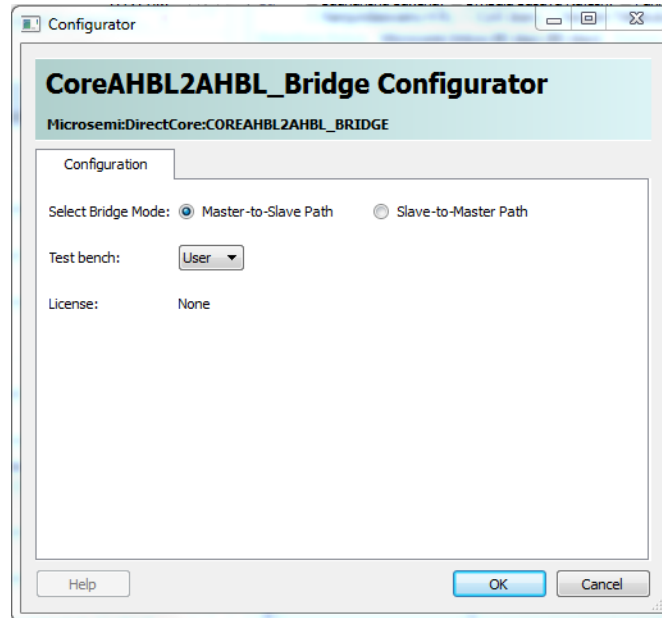 Configurator
CoreAHBL2AHBL_Bridge Configurator
Microsemi:DirectCore:COREAHBL2AHBL_BRIDGE
Configuration
Select Bridge Mode: Master-to-Slave Path Slave-to-Master Path
Test bench: User
License: None
Help OK Cancel